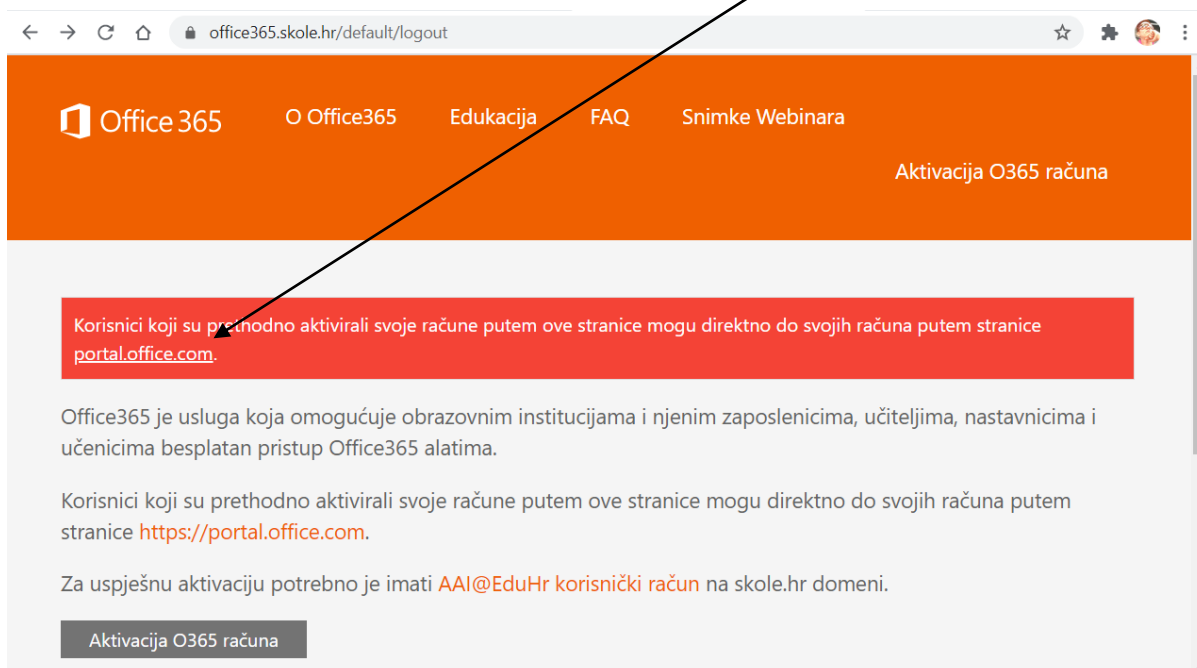 office365.skole.hr/default/logout
Office 365
O Office365
Edukacija
FAQ
Snimke Webinara
Aktivacija O365 računa
Korisnici koji su prethodno aktivirali svoje račune putem ove stranice mogu direktno do svojih računa putem stranice
portal.office.com.
Office365 je usluga koja omogućuje obrazovnim institucijama i njenim zaposlenicima, učiteljima, nastavnicima i
učenicima besplatan pristup Office365 alatima.
Korisnici koji su prethodno aktivirali svoje račune putem ove stranice mogu direktno do svojih računa putem
stranice https://portal.office.com.
Za uspješnu aktivaciju potrebno je imati AAI@EduHr korisnički račun na skole.hr domeni.
Aktivacija O365 računa